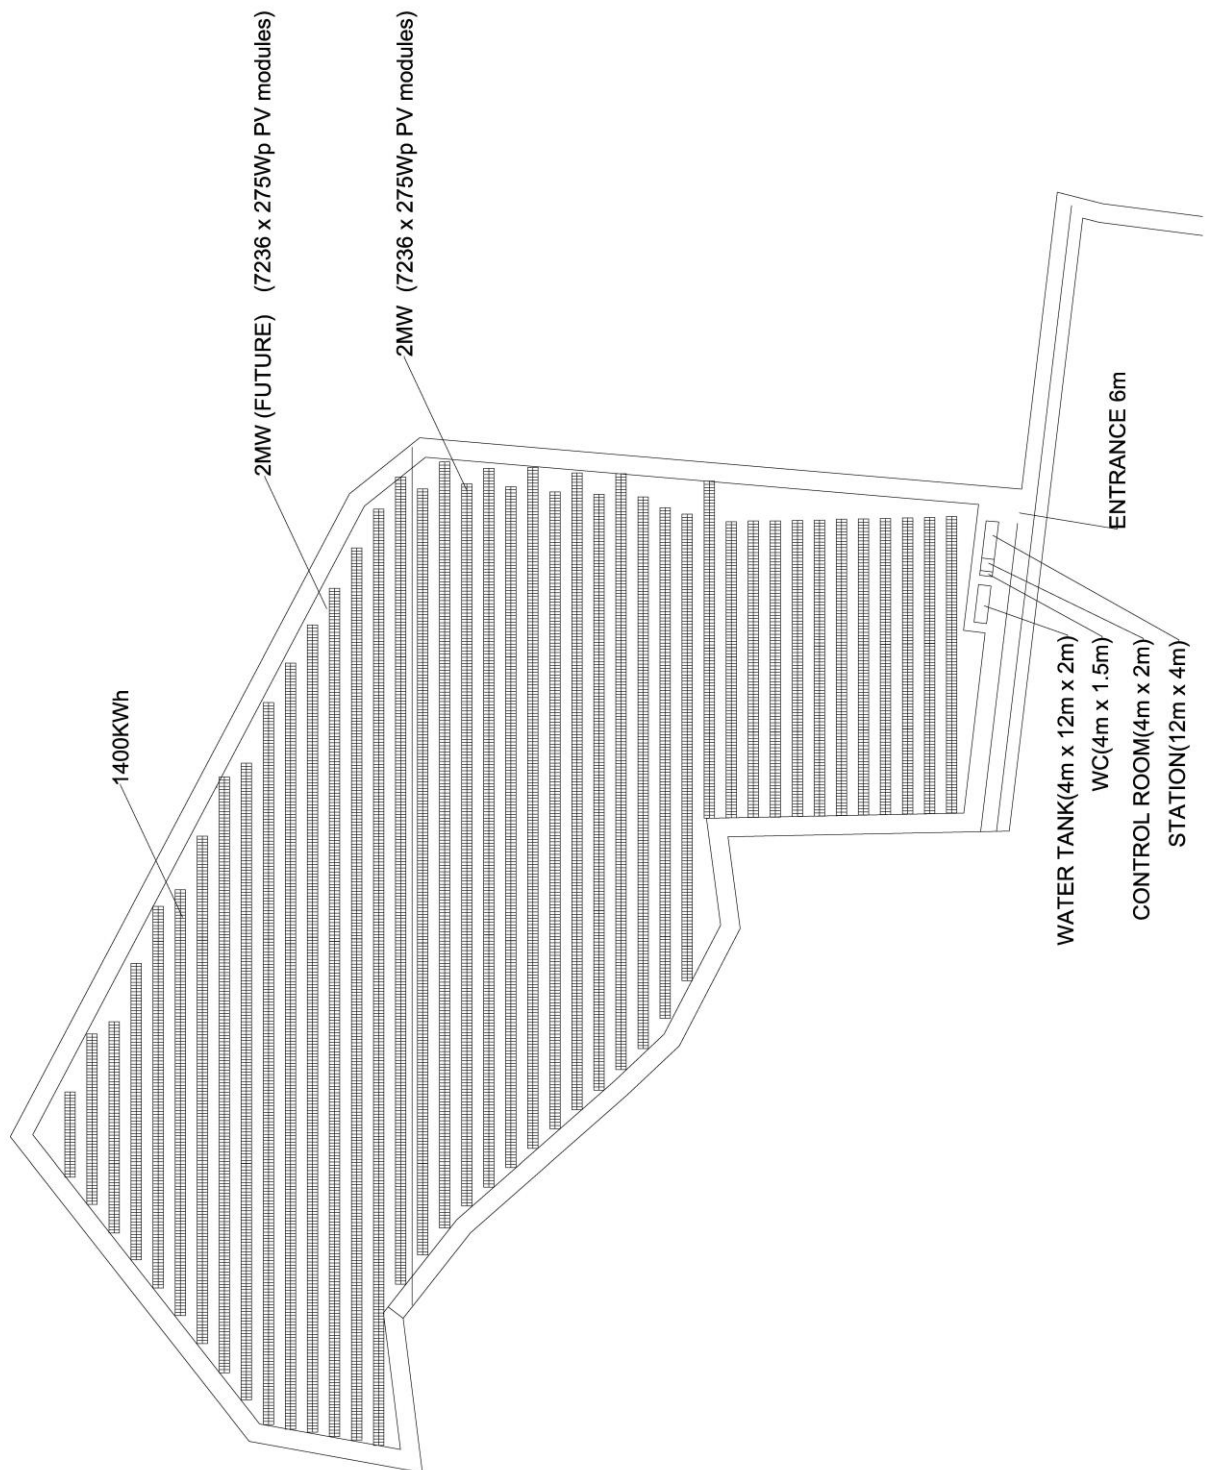 1400KWh
2MW (FUTURE) (7236 x 275Wp PV modules)
2MW (7236 x 275Wp PV modules)
WATER TANK(4m x 12m x 2m)
WC(4m x 1.5m)
ENTRANCE 6m
CONTROL ROOM(4m x 2m)
STATION(12m x 4m)